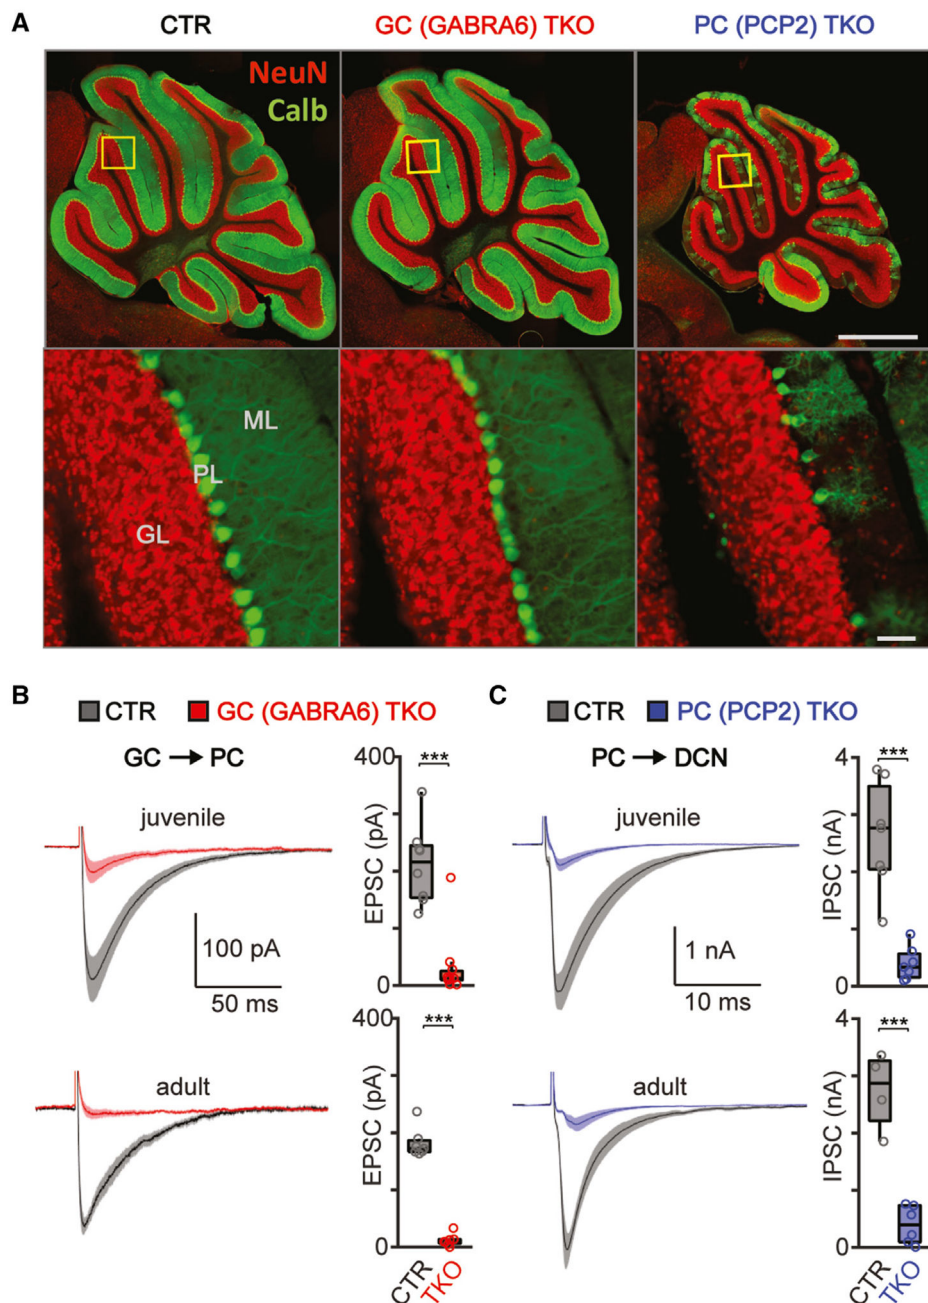 A
CTR GC (GABRA6) TKO PC (PCP2) TKO
NeuN
Calb
ML
PL
GL
B CTR GC (GABRA6) TKO
GC → PC
juvenile
100 pA
50 ms
400
***
EPSC (pA)
0
adult
400
***
EPSC (pA)
0
CTR
TKO
C CTR PC (PCP2) TKO
PC → DCN
juvenile
1 nA
10 ms
4
***
IPSC (nA)
0
adult
4
***
IPSC (nA)
0
CTR
TKO